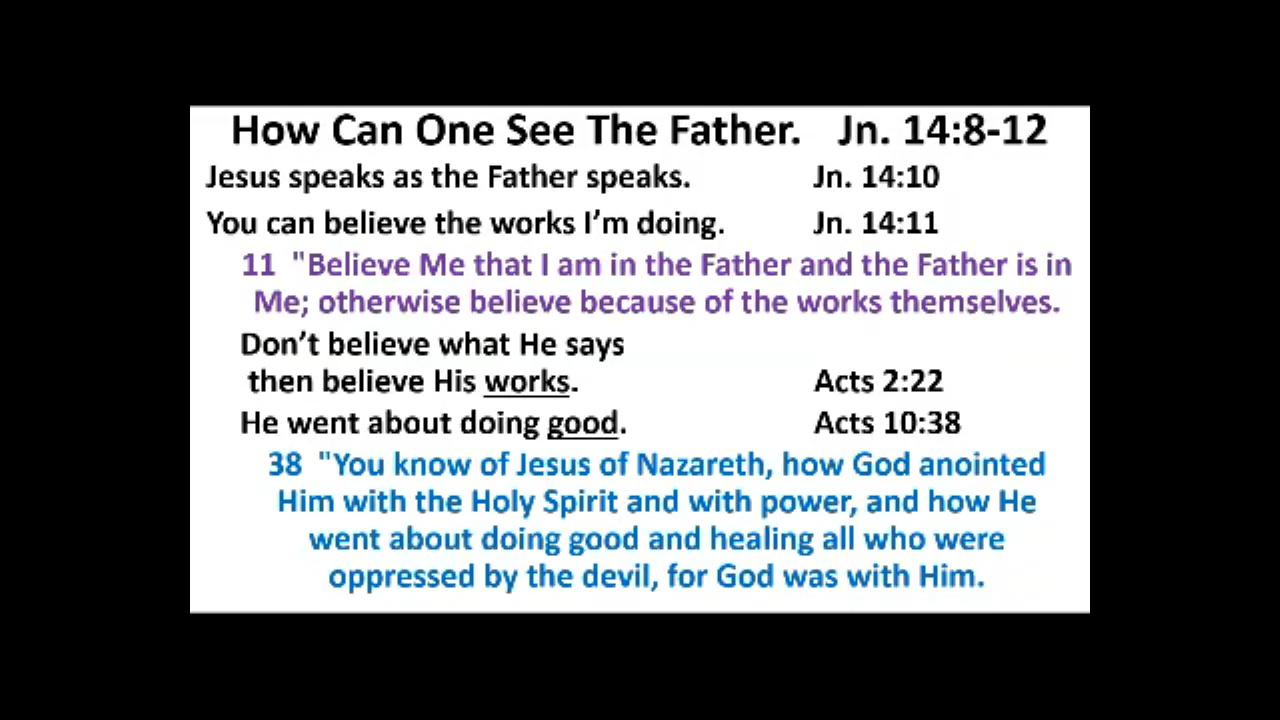 How Can One See The Father. Jn. 14:8-12
Jesus speaks as the Father speaks. Jn. 14:10
You can believe the works I’m doing. Jn. 14:11
11 "Believe Me that I am in the Father and the Father is in
Me; otherwise believe because of the works themselves.
Don’t believe what He says
then believe His works. Acts 2:22
He went about doing good. Acts 10:38
38 "You know of Jesus of Nazareth, how God anointed
Him with the Holy Spirit and with power, and how He
went about doing good and healing all who were
oppressed by the devil, for God was with Him.